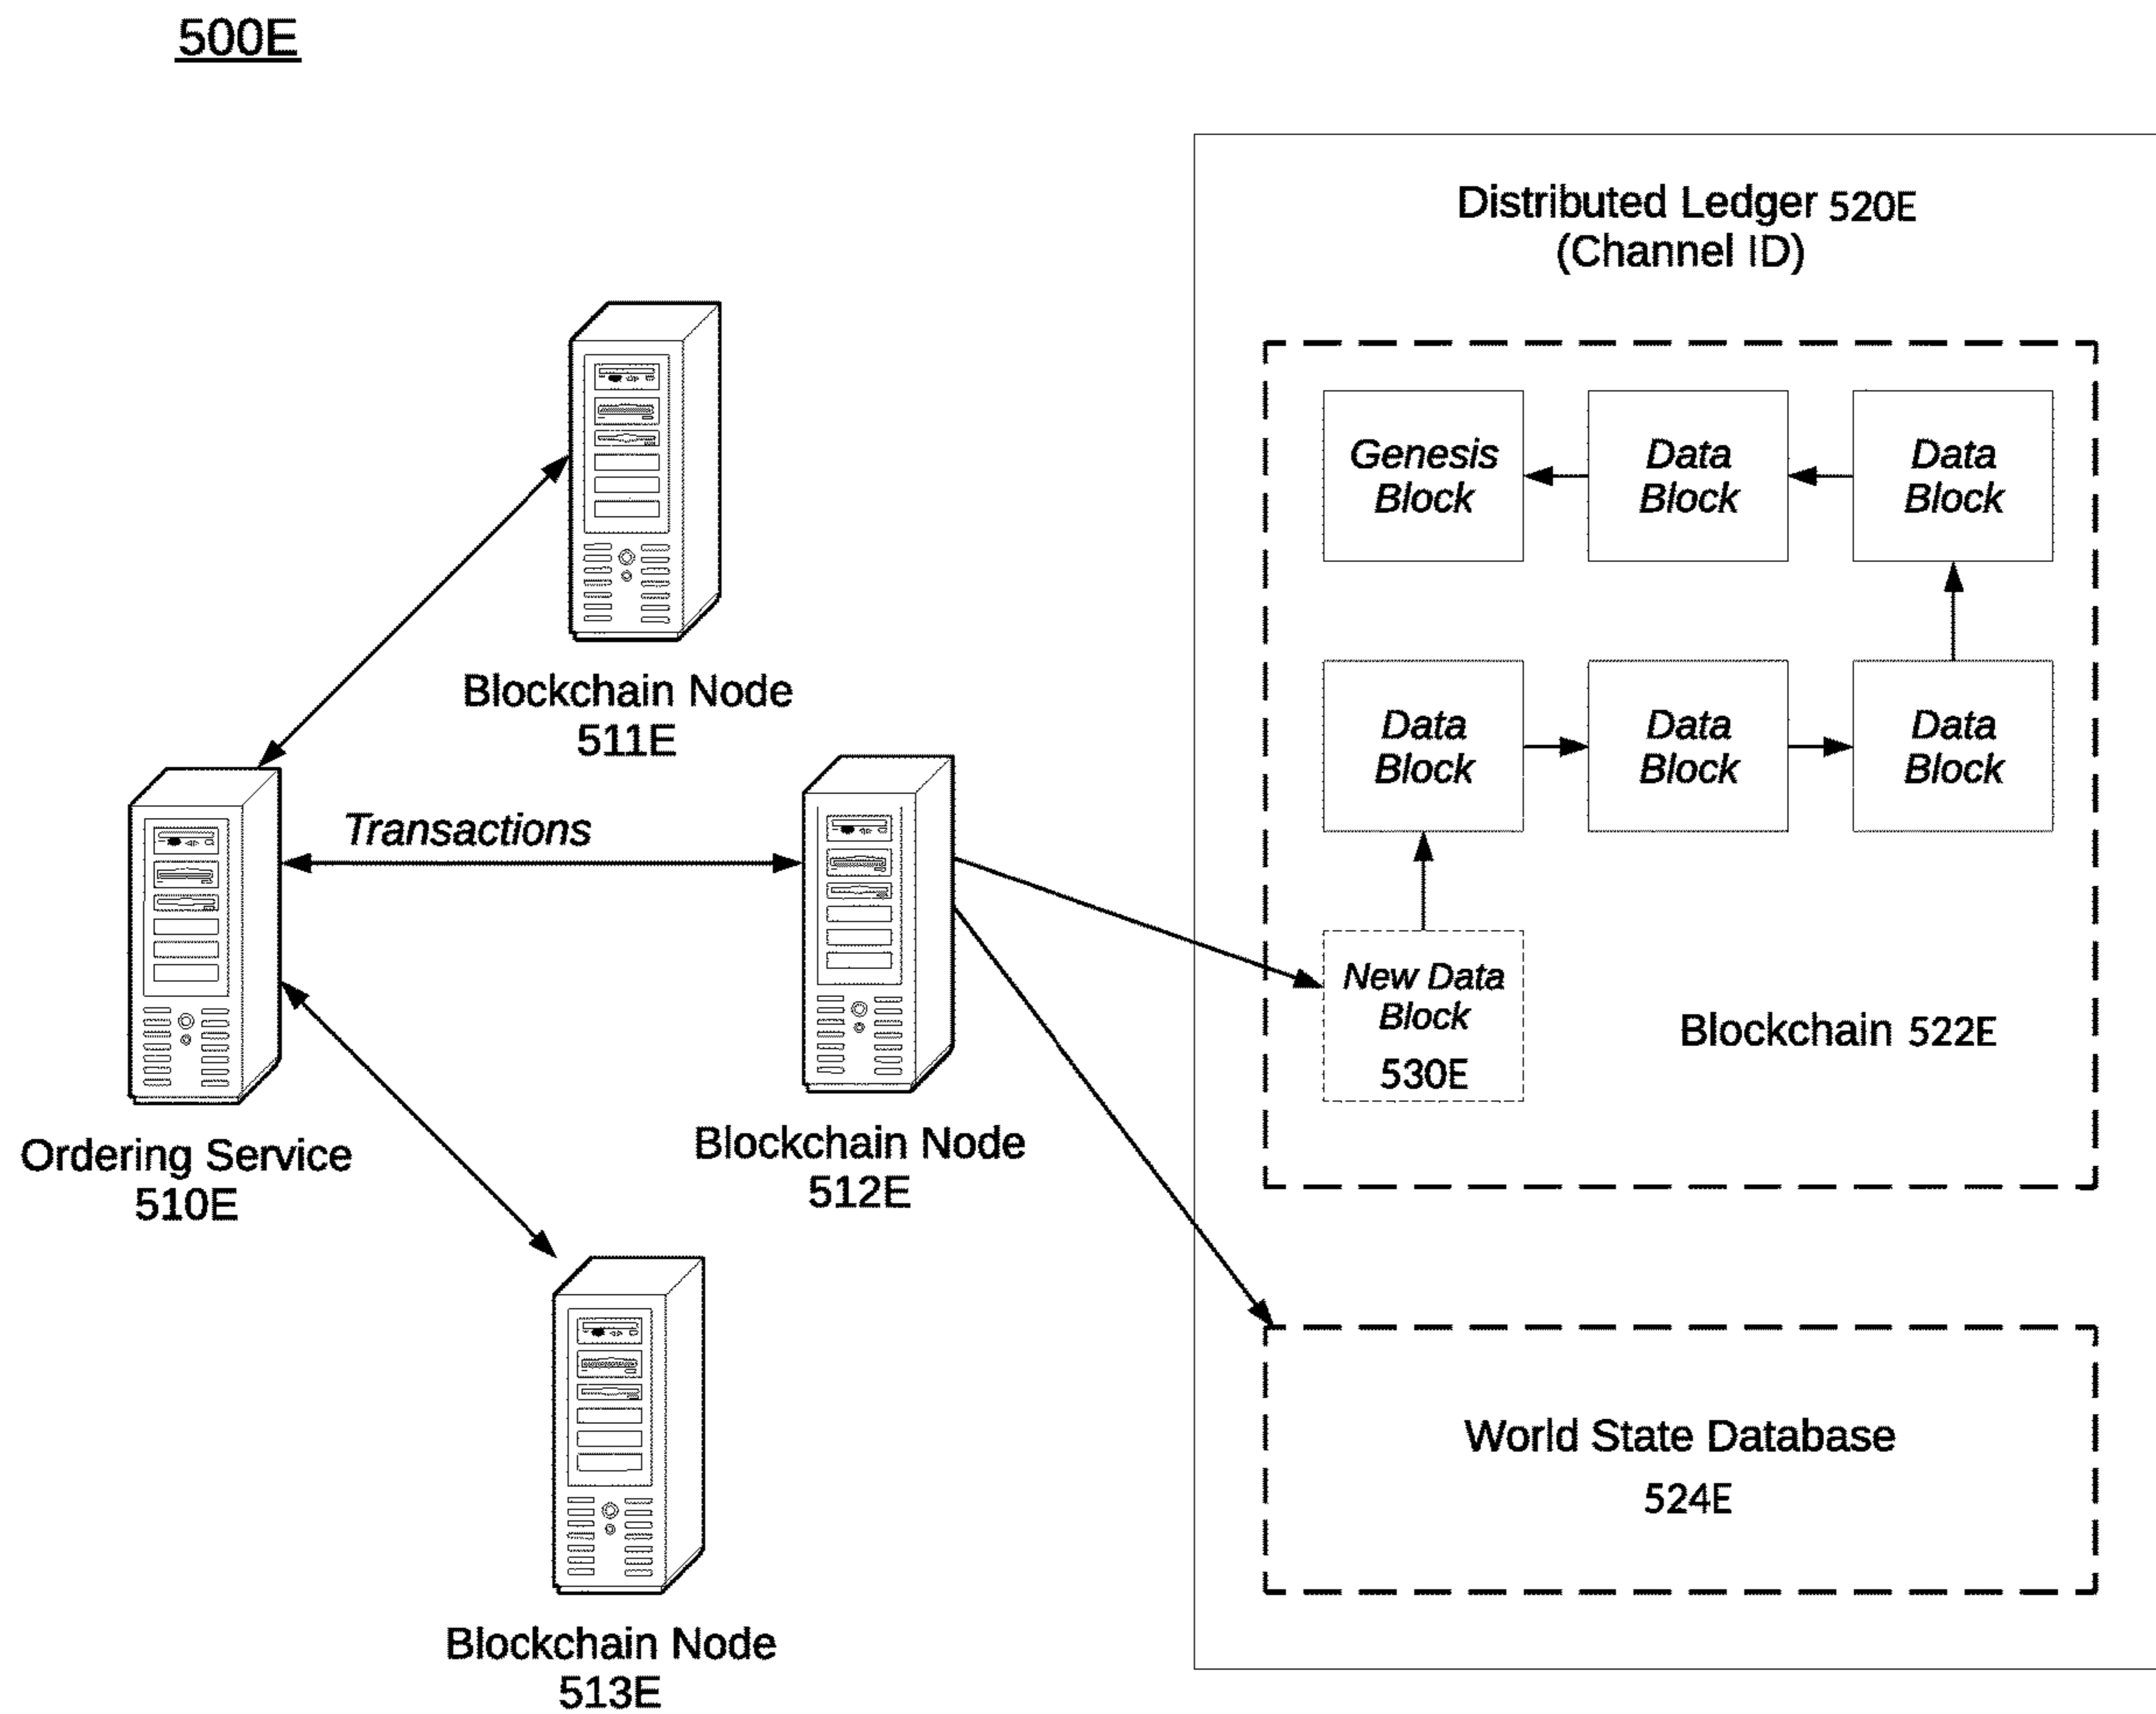 500E
Distributed Ledger 520E
(Channel ID)
Genesis
Block
Data
Block
Data
Block
Blockchain Node
511E
Data
Block
Data
Block
Data
Block
Transactions
New Data
Block
530E
Blockchain 522E
Ordering Service
510E
Blockchain Node
512E
World State Database
524E
Blockchain Node
513E